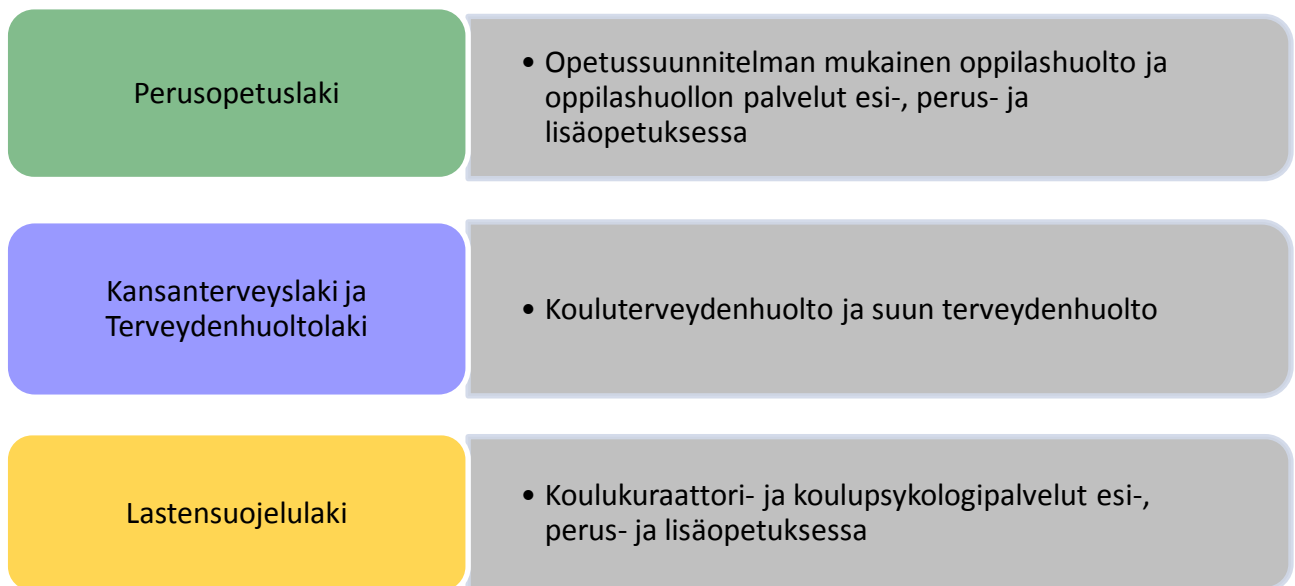 Perusopetuslaki
• Opetussuunnitelman mukainen oppilashuolto ja
oppilashuollon palvelut esi-, perus- ja
lisäopetuksessa
Kansanterveyslaki ja
Terveydenhuoltolaki
• Kouluterveydenhuolto ja suun terveydenhuolto
Lastensuojelulaki
• Koulukuraattori- ja koulupsykologipalvelut esi-,
perus- ja lisäopetuksessa